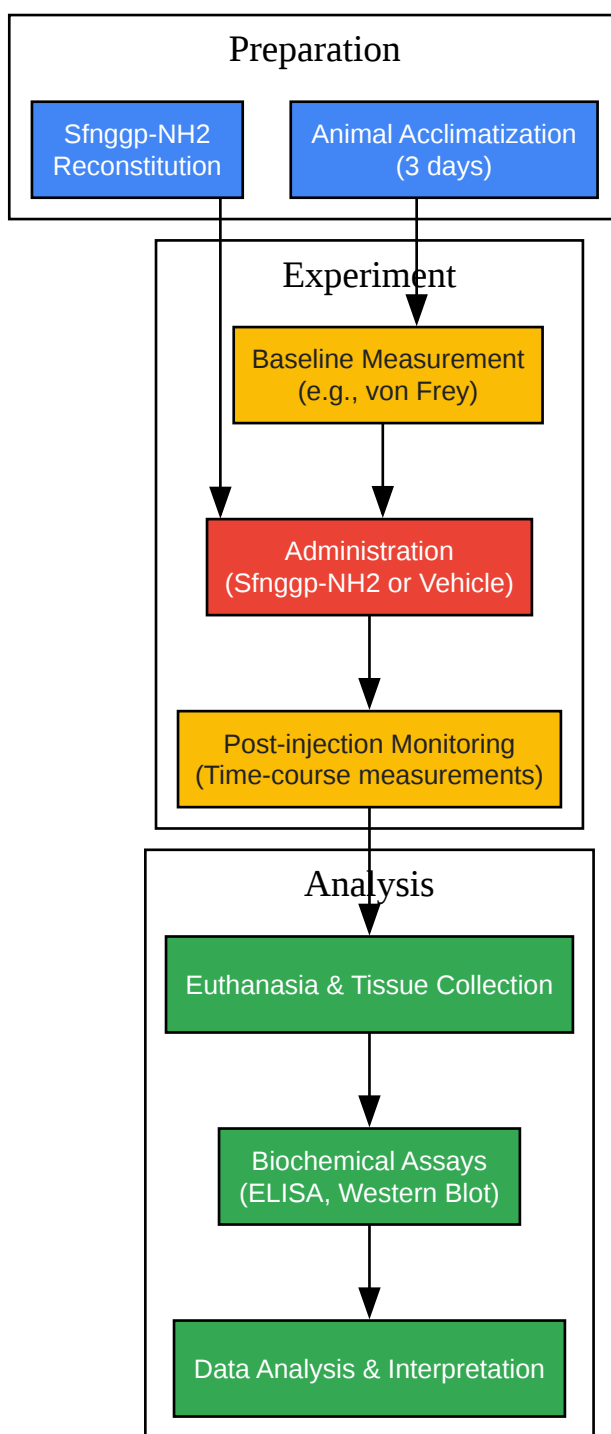 Preparation
Sfnggp-NH2
Reconstitution
Animal Acclimatization
(3 days)
Experiment
Baseline Measurement
(e.g., von Frey)
Administration
(Sfnggp-NH2 or Vehicle)
Post-injection Monitoring
(Time-course measurements)
Analysis
Euthanasia & Tissue Collection
Biochemical Assays
(ELISA, Western Blot)
Data Analysis & Interpretation